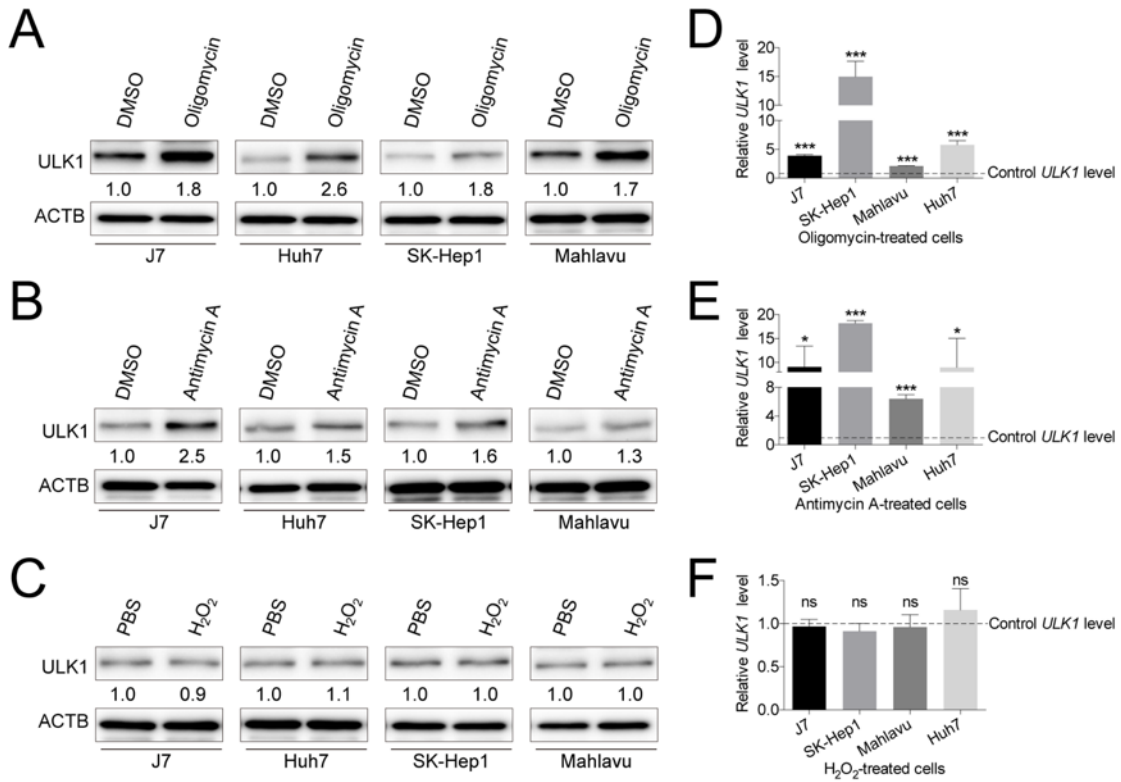 A
DMSO
Oligomycin
DMSO
Oligomycin
DMSO
Oligomycin
DMSO
Oligomycin
ULK1
1.0 1.8 1.0 2.6 1.0 1.8 1.0 1.7
ACTB
J7 Huh7 SK-Hep1 Mahlavu
B
DMSO
Antimycin A
DMSO
Antimycin A
DMSO
Antimycin A
DMSO
Antimycin A
ULK1
1.0 2.5 1.0 1.5 1.0 1.6 1.0 1.3
ACTB
J7 Huh7 SK-Hep1 Mahlavu
C
PBS
H₂O₂
PBS
H₂O₂
PBS
H₂O₂
PBS
H₂O₂
ULK1
1.0 0.9 1.0 1.1 1.0 1.0 1.0 1.0
ACTB
J7 Huh7 SK-Hep1 Mahlavu
D
Relative ULK1 level
20
15
10
10
5
0
***
***
***
***
Control ULK1 level
J7
SK-Hep1
Mahlavu
Huh7
Oligomycin-treated cells
E
Relative ULK1 level
20
15
10
8
4
0
*
***
***
*
Control ULK1 level
J7
SK-Hep1
Mahlavu
Huh7
Antimycin A-treated cells
F
Relative ULK1 level
1.5
1.0
0.5
0.0
ns
ns
ns
ns
Control ULK1 level
J7
SK-Hep1
Mahlavu
Huh7
H₂O₂-treated cells